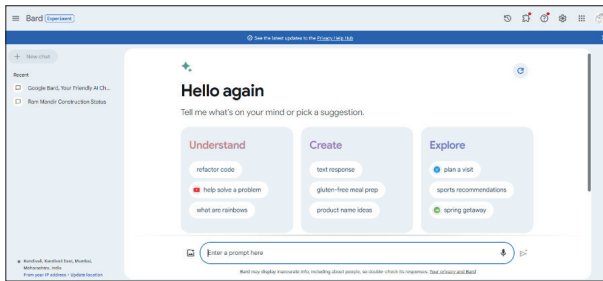 Bard Experiment
See the latest updates to the Privacy Help Hub
+ New chat
Recent
Google Bard, Your Friendly AI Ch...
Ram Mandir Construction Status
Hello again
Tell me what's on your mind or pick a suggestion.
Understand
refactor code
help solve a problem
what are rainbows
Create
text response
gluten-free meal prep
product name ideas
Explore
plan a visit
sports recommendations
spring getaway
Enter a prompt here
Bard may display inaccurate info, including about people, so double-check its responses. Your privacy and Bard
Kandivali, Kandivali East, Mumbai,
Maharashtra, India
From your IP address • Update location